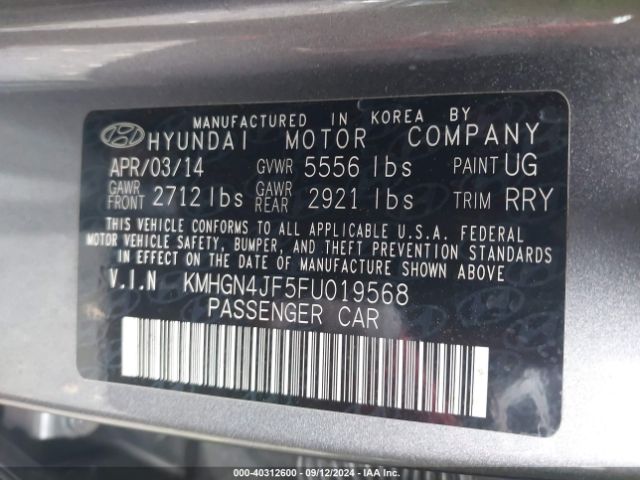 MANUFACTURED IN KOREA BY
HYUNDAI MOTOR COMPANY
APR/03/14 GVWR 5556 lbs PAINT UG
GAWR FRONT 2712 lbs GAWR REAR 2921 lbs TRIM RRY
THIS VEHICLE CONFORMS TO ALL APPLICABLE U.S.A. FEDERAL
MOTOR VEHICLE SAFETY, BUMPER, AND THEFT PREVENTION STANDARDS
IN EFFECT ON THE DATE OF MANUFACTURE SHOWN ABOVE
V.I.N KMHGN4JF5FU019568
PASSENGER CAR
000-40312600 - 09/12/2024 - IAA Inc.